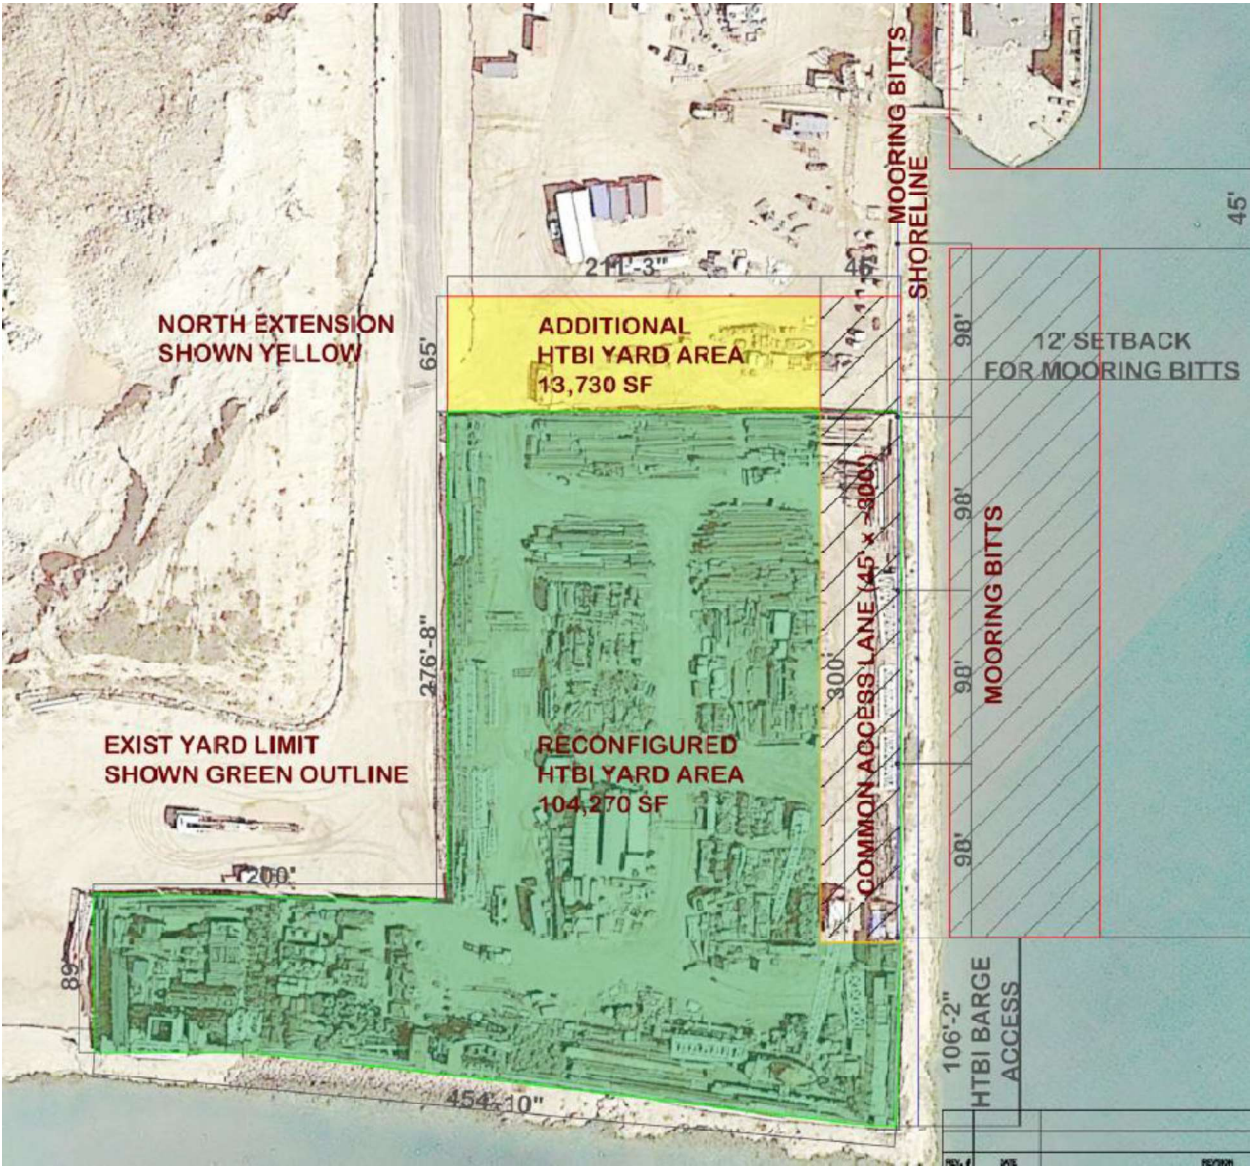 MOORING BITTS
SHORELINE
45'
211'-3"
NORTH EXTENSION
SHOWN YELLOW
65'
ADDITIONAL
HTBI YARD AREA
13,730 SF
98'
12' SETBACK
FOR MOORING BITTS
98'
MOORING BITTS
COMMON ACCESS LANE (45' x ~300')
300'
276'-8"
98'
EXIST YARD LIMIT
SHOWN GREEN OUTLINE
RECONFIGURED
HTBI YARD AREA
104,270 SF
98'
200'
89'
106'-2"
HTBI BARGE
ACCESS
454'-10"
REV. #
DATE
REVISION